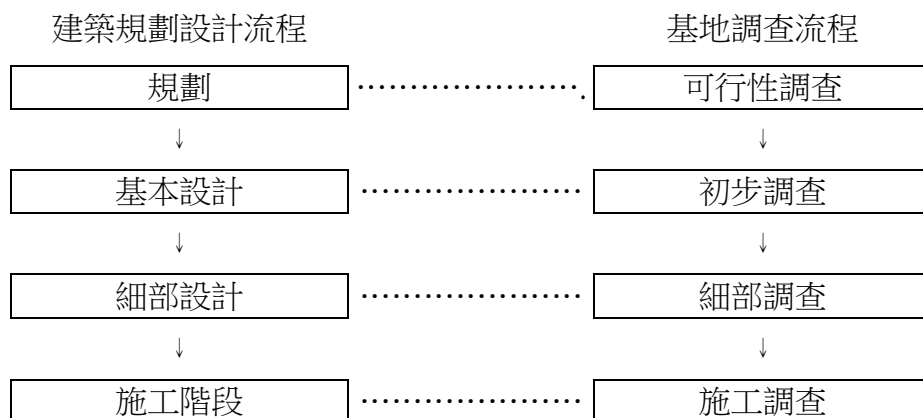 建築規劃設計流程 基地調查流程
規劃 …………………. 可行性調查
↓ ↓
基本設計 ………………… 初步調查
↓ ↓
細部設計 ………………… 細部調查
↓ ↓
施工階段 ………………… 施工調查